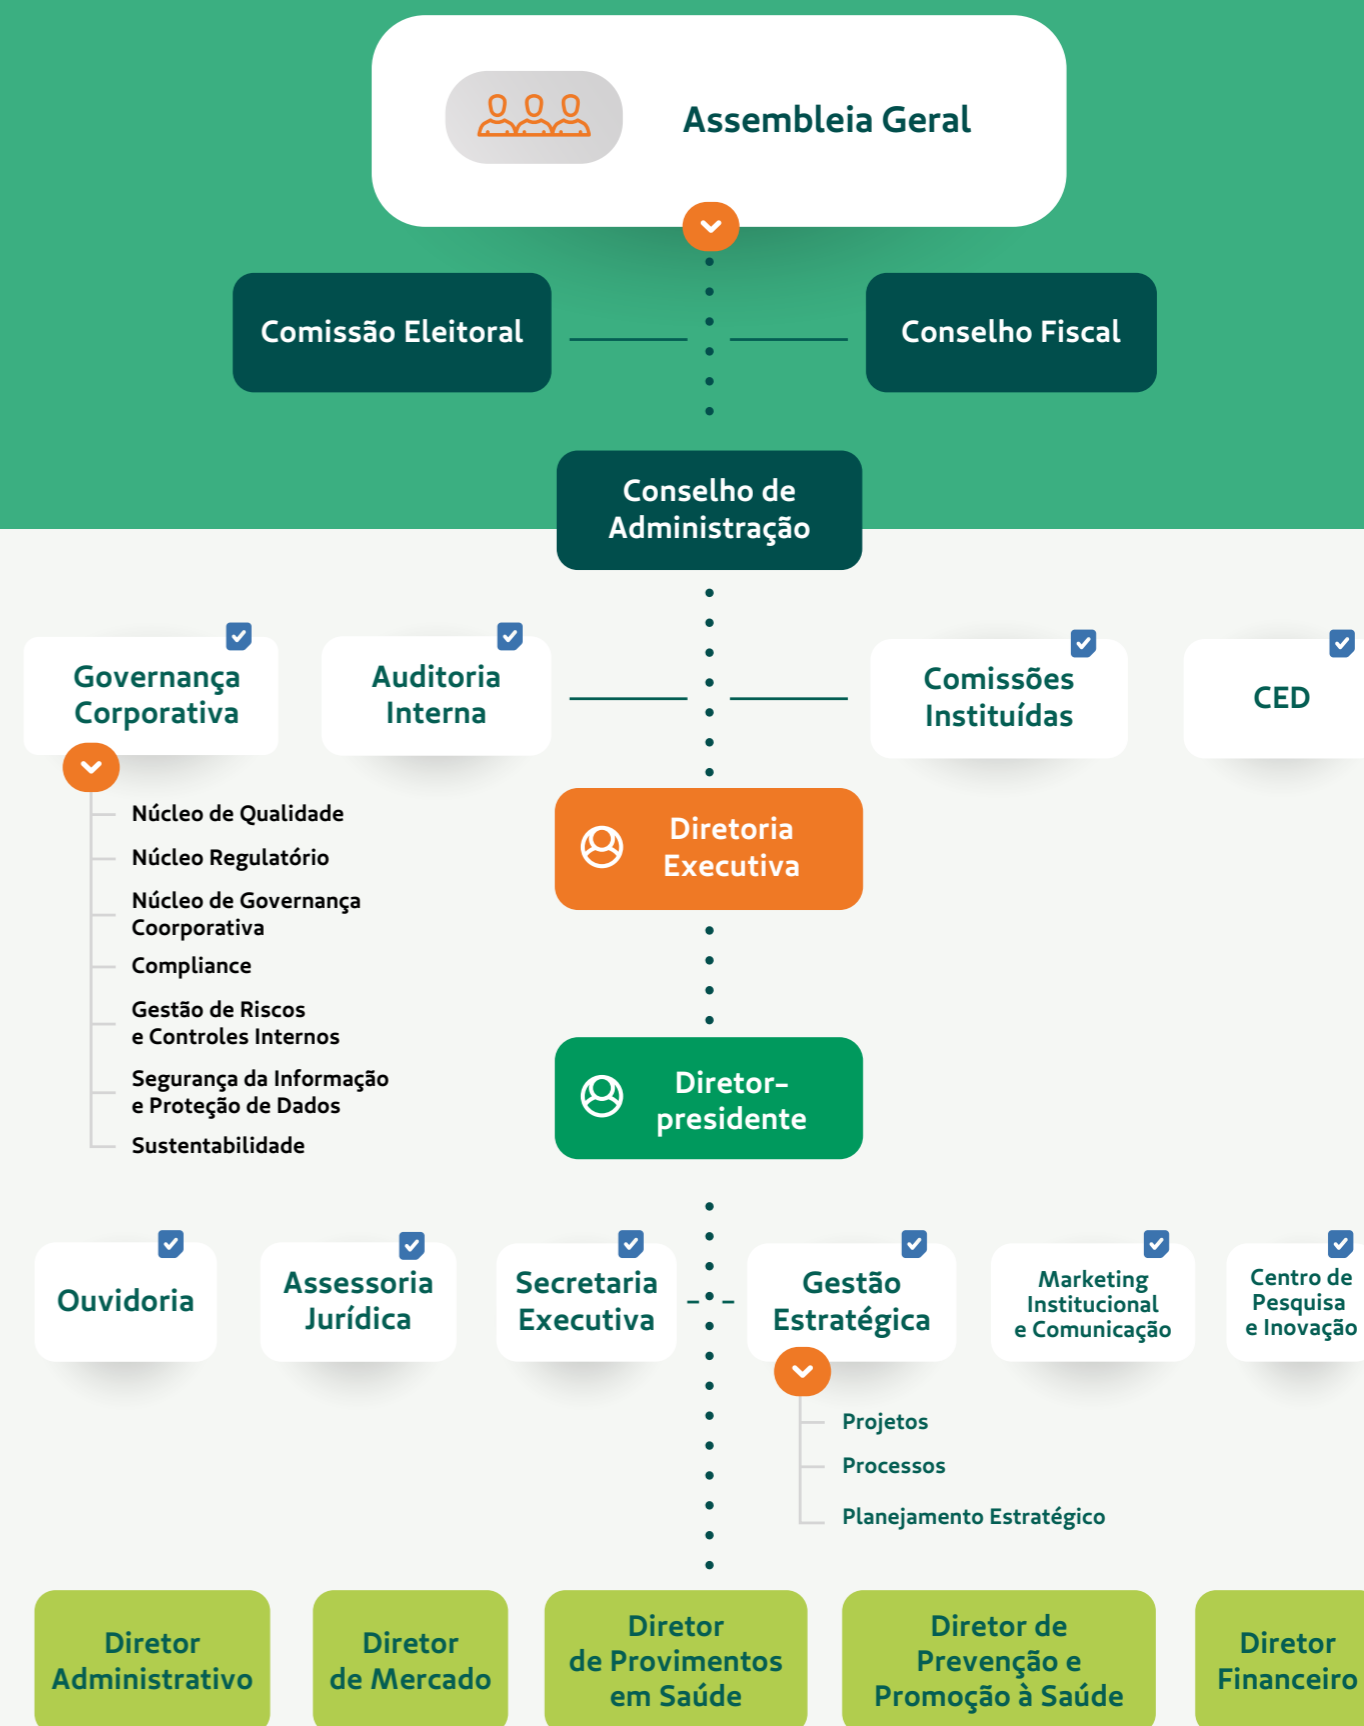 Assembleia Geral
Comissão Eleitoral
Conselho Fiscal
Conselho de
Administração
Governança
Corporativa
Auditoria
Interna
Comissões
Instituídas
CED
Núcleo de Qualidade
Núcleo Regulatório
Núcleo de Governança
Coorporativa
Compliance
Gestão de Riscos
e Controles Internos
Segurança da Informação
e Proteção de Dados
Sustentabilidade
Diretoria
Executiva
Diretor-
presidente
Ouvidoria
Assessoria
Jurídica
Secretaria
Executiva
Gestão
Estratégica
Marketing
Institucional
e Comunicação
Centro de
Pesquisa
e Inovação
Projetos
Processos
Planejamento Estratégico
Diretor
Administrativo
Diretor
de Mercado
Diretor
de Provimentos
em Saúde
Diretor de
Prevenção e
Promoção à Saúde
Diretor
Financeiro